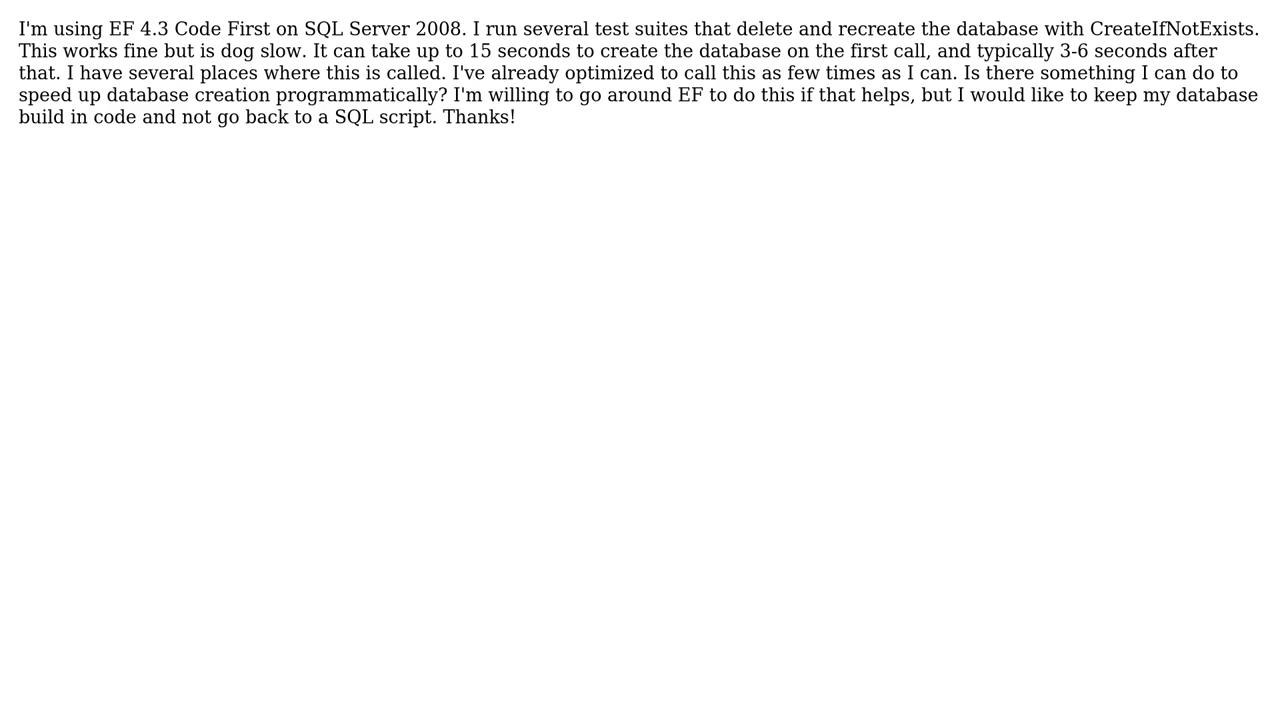 I'm using EF 4.3 Code First on SQL Server 2008. I run several test suites that delete and recreate the database with CreateIfNotExists.
This works fine but is dog slow. It can take up to 15 seconds to create the database on the first call, and typically 3-6 seconds after
that. I have several places where this is called. I've already optimized to call this as few times as I can. Is there something I can do to
speed up database creation programmatically? I'm willing to go around EF to do this if that helps, but I would like to keep my database
build in code and not go back to a SQL script. Thanks!